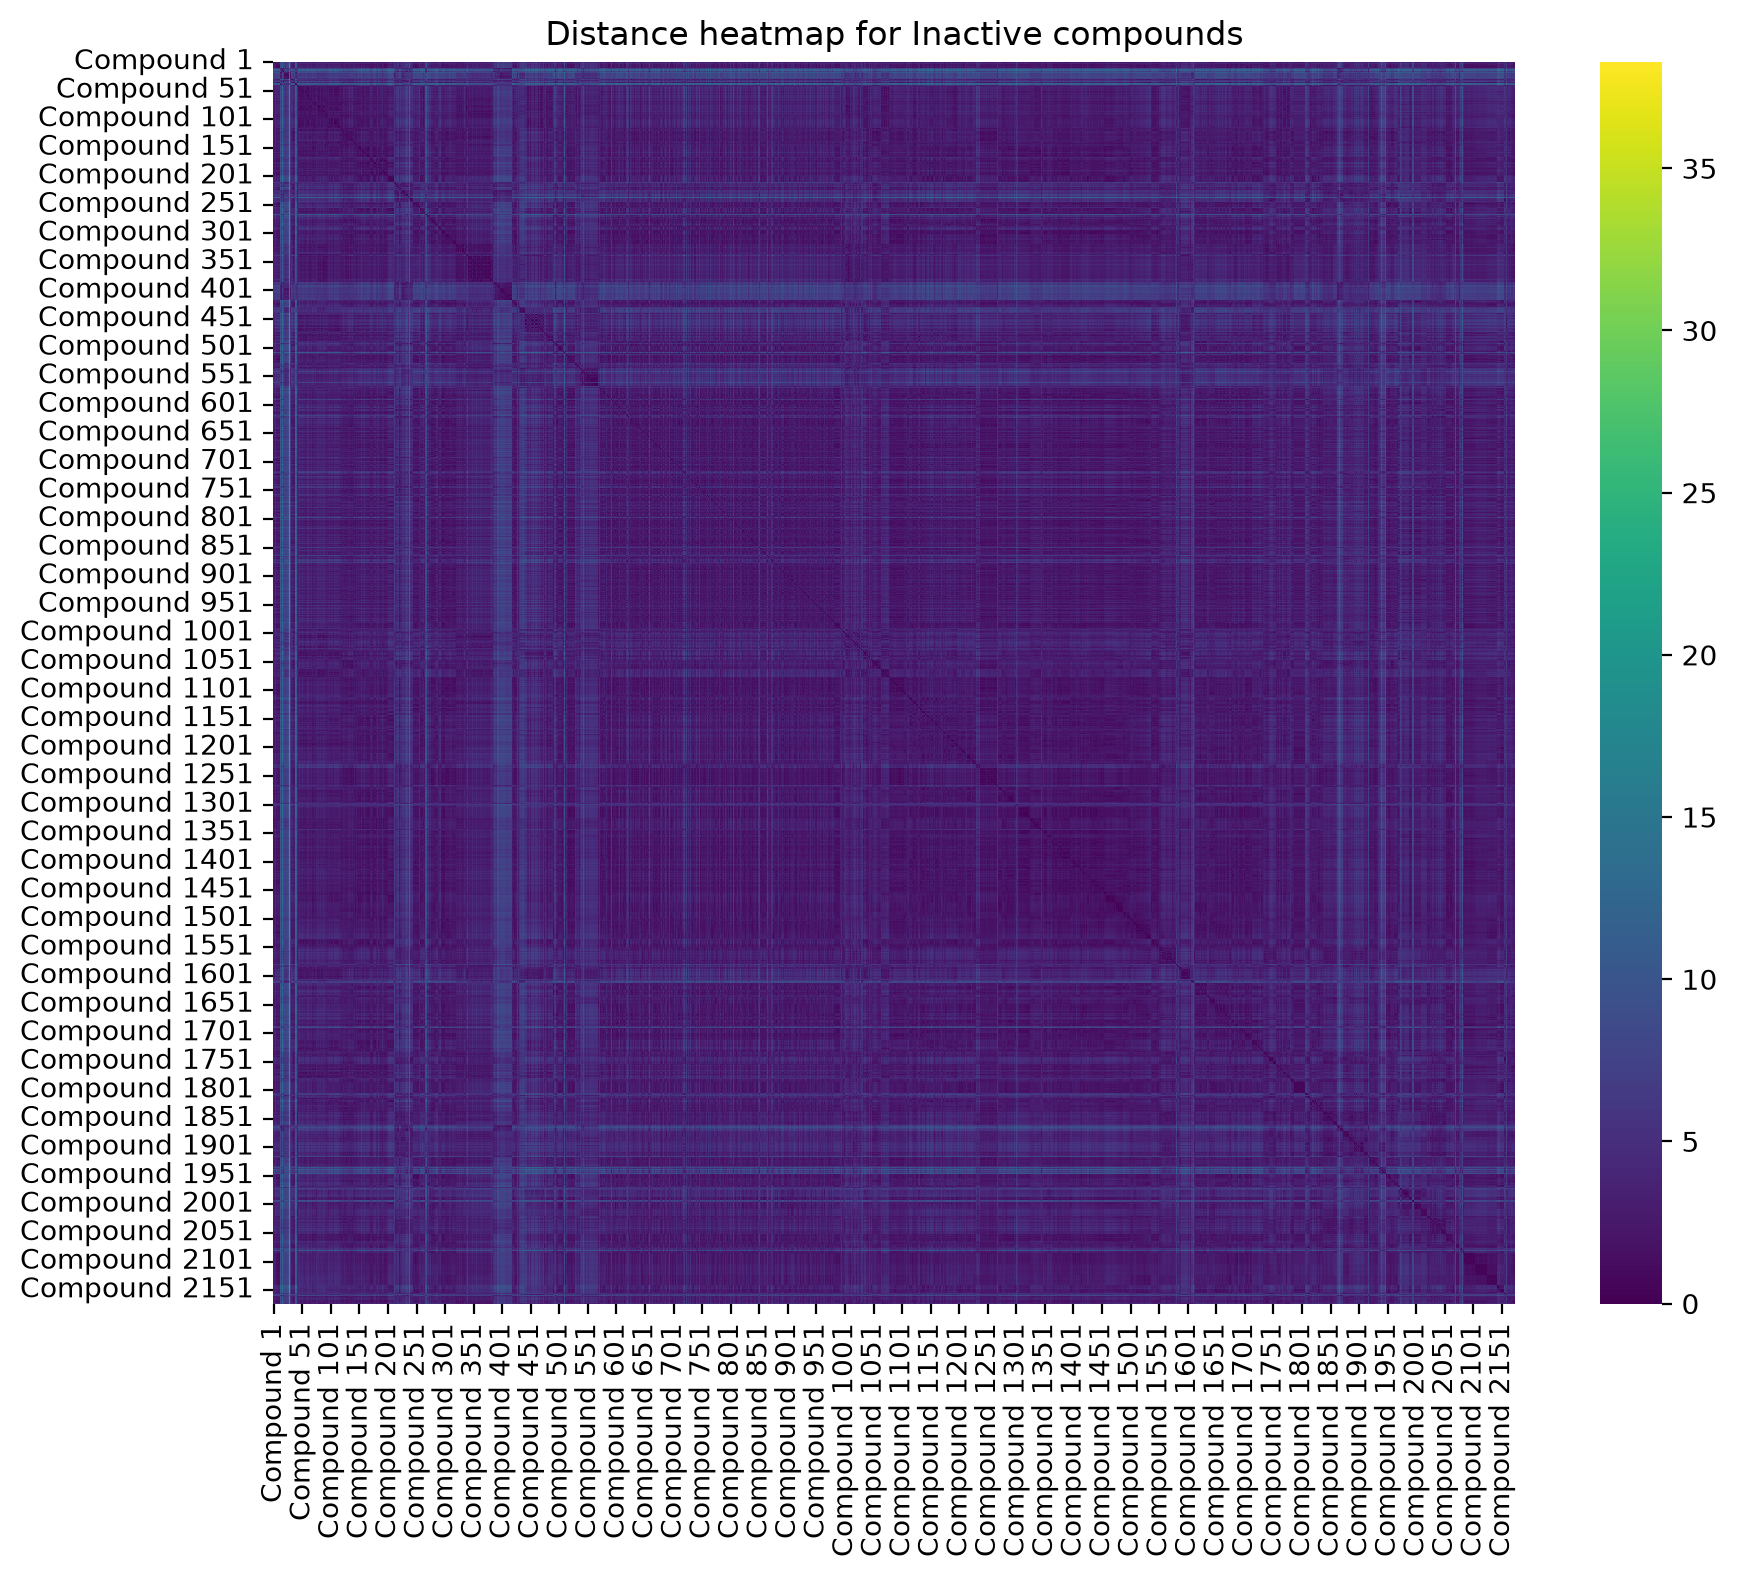 Distance heatmap for Inactive compounds
Compound 1
Compound 51
Compound 101
Compound 151
Compound 201
Compound 251
Compound 301
Compound 351
Compound 401
Compound 451
Compound 501
Compound 551
Compound 601
Compound 651
Compound 701
Compound 751
Compound 801
Compound 851
Compound 901
Compound 951
Compound 1001
Compound 1051
Compound 1101
Compound 1151
Compound 1201
Compound 1251
Compound 1301
Compound 1351
Compound 1401
Compound 1451
Compound 1501
Compound 1551
Compound 1601
Compound 1651
Compound 1701
Compound 1751
Compound 1801
Compound 1851
Compound 1901
Compound 1951
Compound 2001
Compound 2051
Compound 2101
Compound 2151
Compound 1
Compound 51
Compound 101
Compound 151
Compound 201
Compound 251
Compound 301
Compound 351
Compound 401
Compound 451
Compound 501
Compound 551
Compound 601
Compound 651
Compound 701
Compound 751
Compound 801
Compound 851
Compound 901
Compound 951
Compound 1001
Compound 1051
Compound 1101
Compound 1151
Compound 1201
Compound 1251
Compound 1301
Compound 1351
Compound 1401
Compound 1451
Compound 1501
Compound 1551
Compound 1601
Compound 1651
Compound 1701
Compound 1751
Compound 1801
Compound 1851
Compound 1901
Compound 1951
Compound 2001
Compound 2051
Compound 2101
Compound 2151
35
30
25
20
15
10
5
0